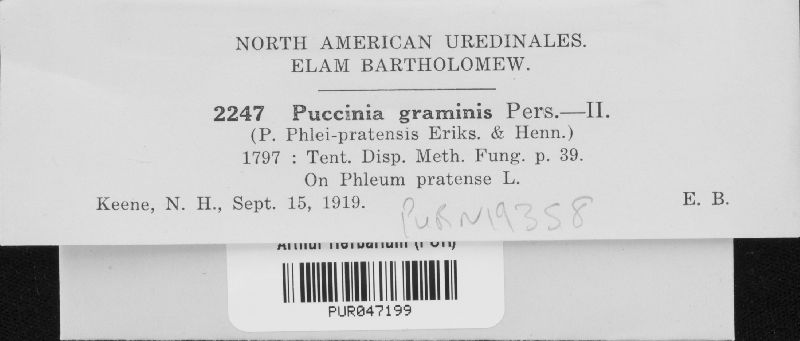 NORTH AMERICAN UREDINALES.
ELAM BARTHOLOMEW.
2247 Puccinia graminis Pers.—II.
(P. Phlei-pratensis Eriks. & Henn.)
1797 : Tent. Disp. Meth. Fung. p. 39.
On Phleum pratense L.
Keene, N. H., Sept. 15, 1919. E. B.
PUR N19358
Arthur Herbarium (PUR)
PUR047199